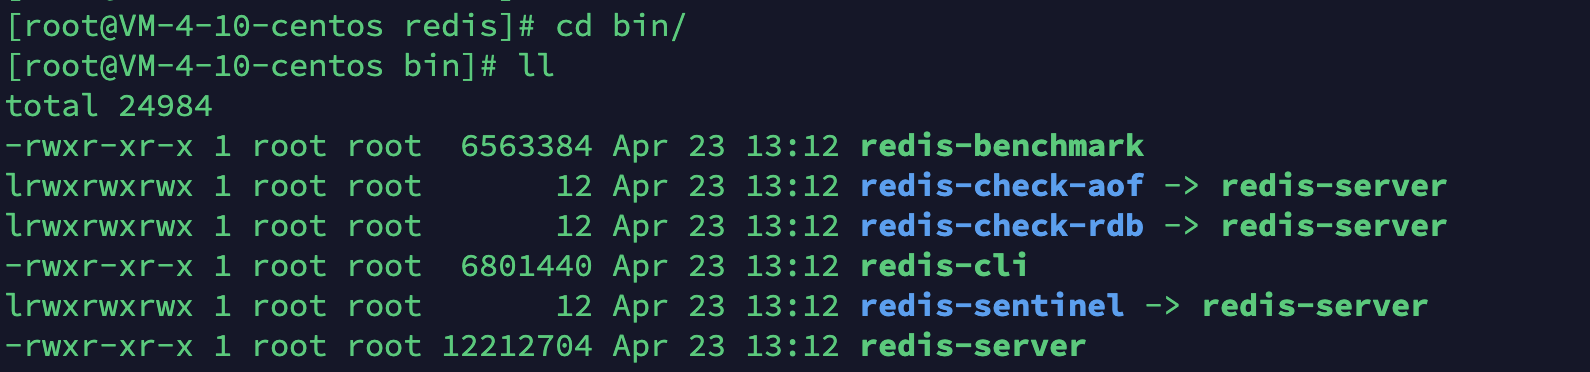 [root@VM-4-10-centos redis]# cd bin/
[root@VM-4-10-centos bin]# ll
total 24984
-rwxr-xr-x 1 root root  6563384 Apr 23 13:12 redis-benchmark
lrwxrwxrwx 1 root root       12 Apr 23 13:12 redis-check-aof -> redis-server
lrwxrwxrwx 1 root root       12 Apr 23 13:12 redis-check-rdb -> redis-server
-rwxr-xr-x 1 root root  6801440 Apr 23 13:12 redis-cli
lrwxrwxrwx 1 root root       12 Apr 23 13:12 redis-sentinel -> redis-server
-rwxr-xr-x 1 root root 12212704 Apr 23 13:12 redis-server